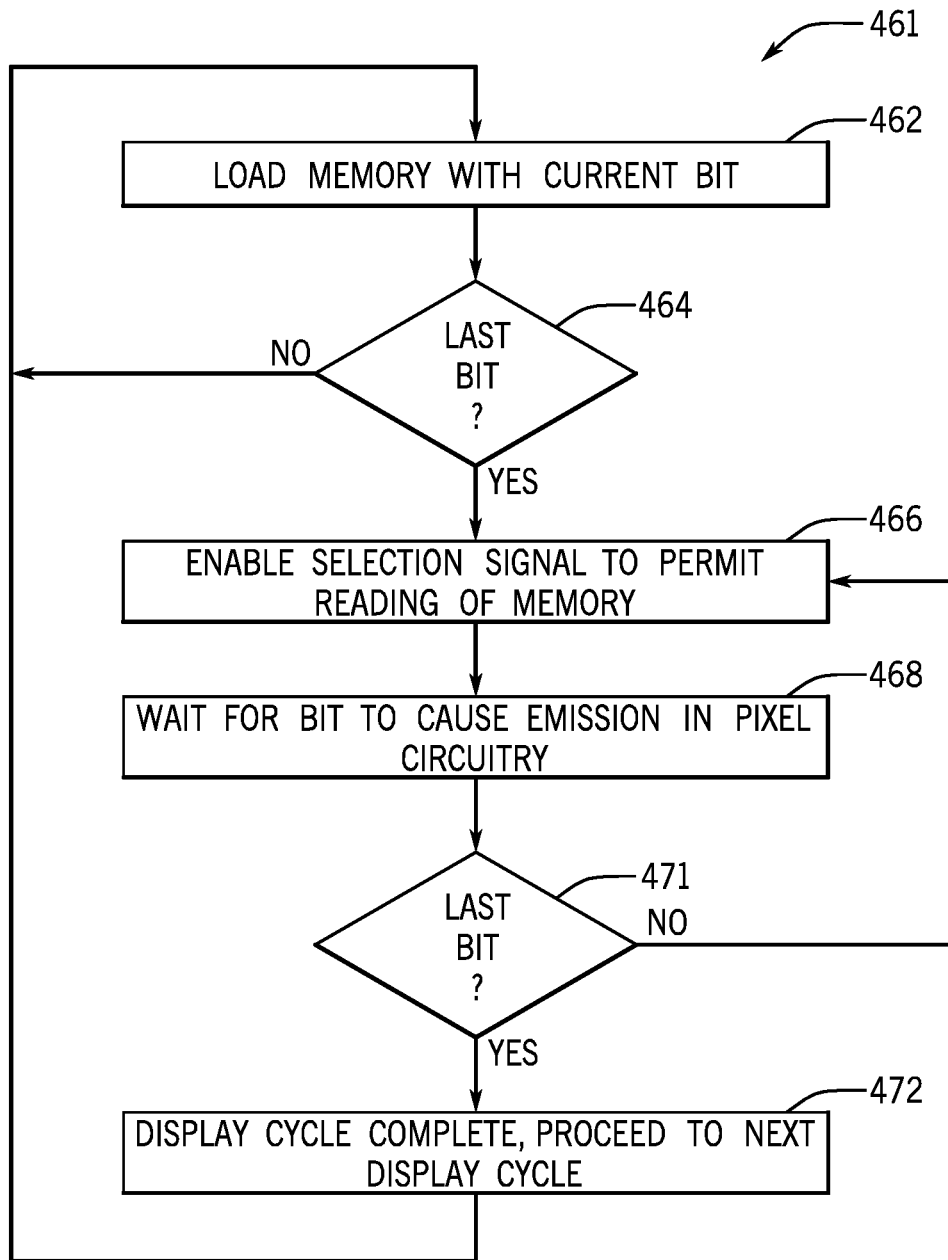 461
462
LOAD MEMORY WITH CURRENT BIT
464
LAST
BIT
?
NO
YES
466
ENABLE SELECTION SIGNAL TO PERMIT
READING OF MEMORY
468
WAIT FOR BIT TO CAUSE EMISSION IN PIXEL
CIRCUITRY
471
LAST
BIT
?
NO
YES
472
DISPLAY CYCLE COMPLETE, PROCEED TO NEXT
DISPLAY CYCLE